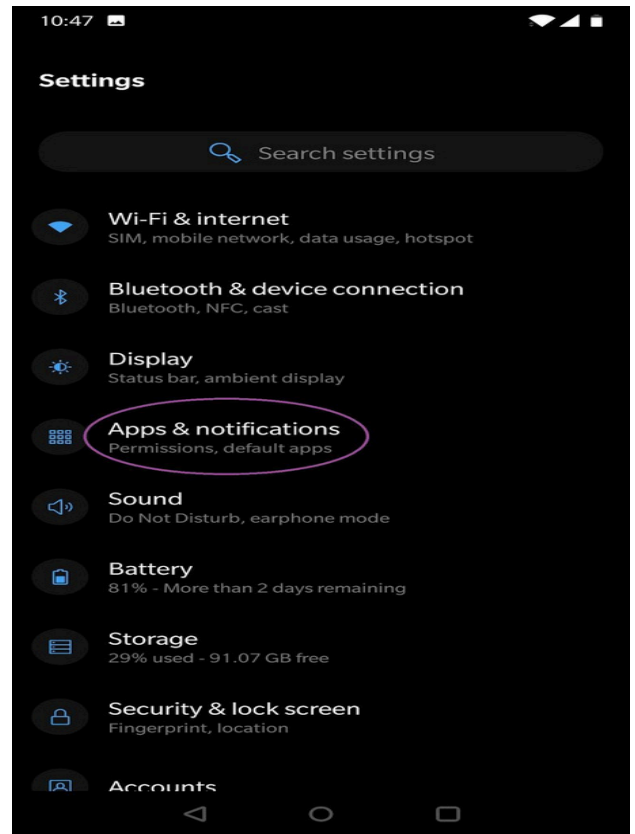 10:47
Settings
Search settings
Wi-Fi & internet
SIM, mobile network, data usage, hotspot
Bluetooth & device connection
Bluetooth, NFC, cast
Display
Status bar, ambient display
Apps & notifications
Permissions, default apps
Sound
Do Not Disturb, earphone mode
Battery
81% - More than 2 days remaining
Storage
29% used - 91.07 GB free
Security & lock screen
Fingerprint, location
Accounts